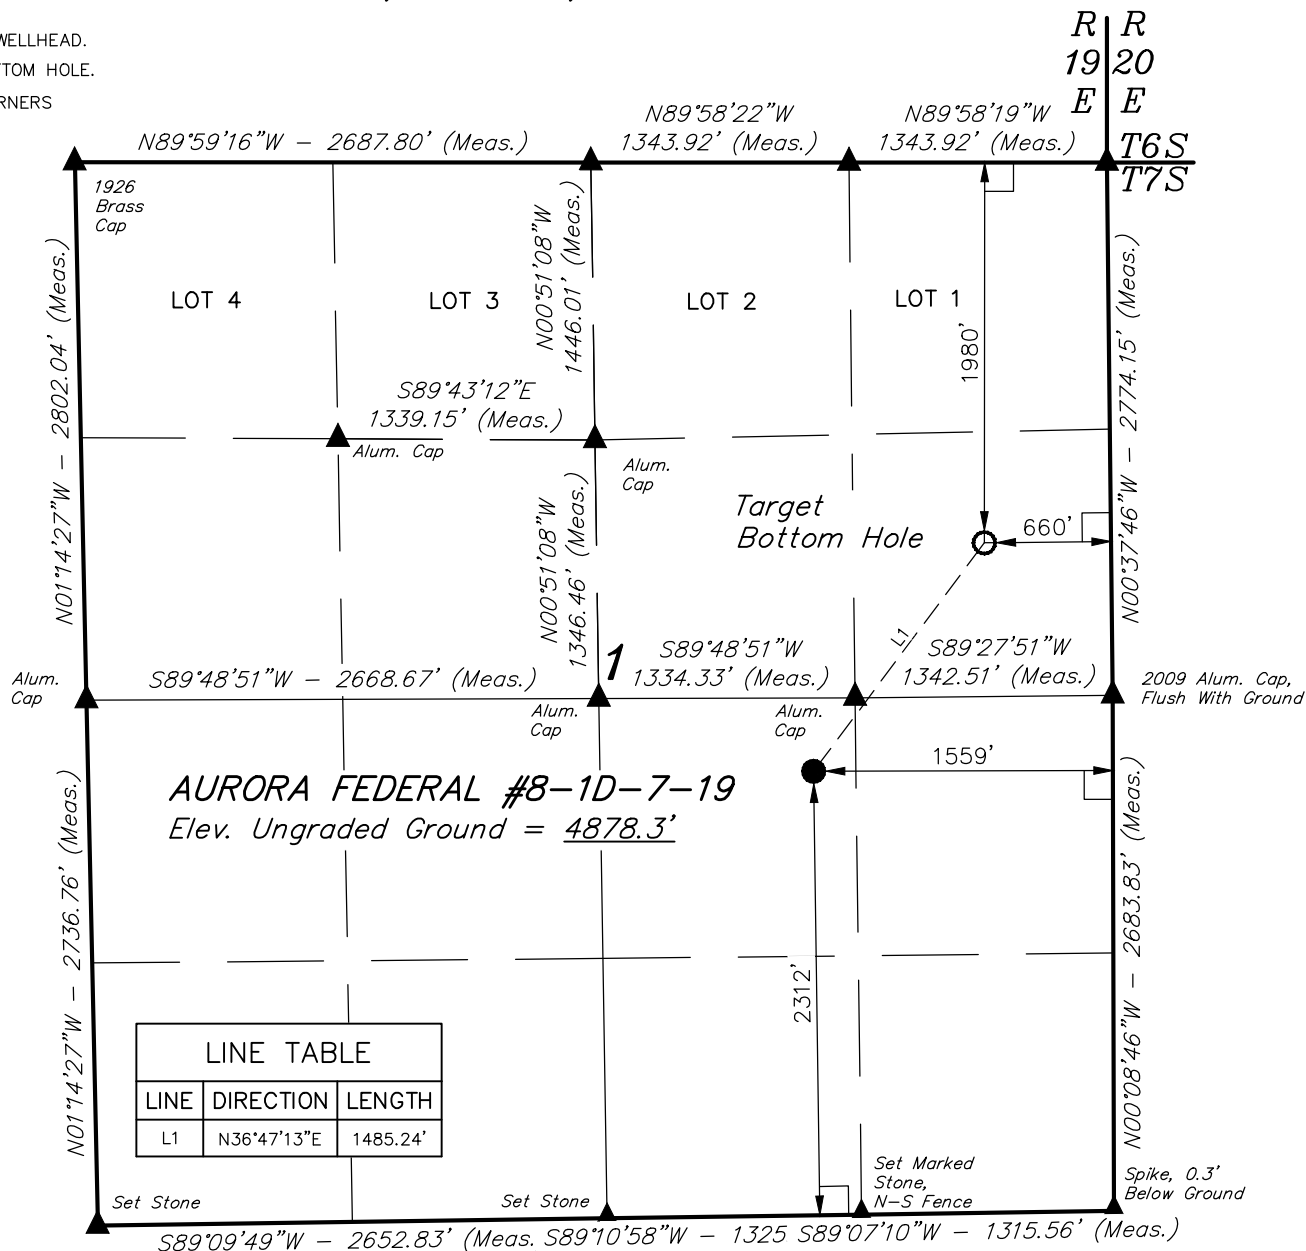 WELLHEAD.
TTOM HOLE.
RNERS
R R
19 20
E E
T6S
T7S
N89°59'16"W - 2687.80' (Meas.)
N89°58'22"W
1343.92' (Meas.)
N89°58'19"W
1343.92' (Meas.)
1926
Brass
Cap
N01°14'27"W - 2802.04' (Meas.)
LOT 4
LOT 3
N00°51'08"W
1446.01' (Meas.)
LOT 2
LOT 1
1980'
N00°37'46"W - 2774.15' (Meas.)
S89°43'12"E
1339.15' (Meas.)
Alum. Cap
Alum.
Cap
Target
Bottom Hole
660'
N00°51'08"W
1346.46' (Meas.)
L1
1
Alum.
Cap
S89°48'51"W - 2668.67' (Meas.)
S89°48'51"W
1334.33' (Meas.)
S89°27'51"W
1342.51' (Meas.)
2009 Alum. Cap,
Flush With Ground
Alum.
Cap
Alum.
Cap
1559'
AURORA FEDERAL #8-1D-7-19
Elev. Ungraded Ground = 4878.3'
N01°14'27"W - 2736.76' (Meas.)
2312'
N00°08'46"W - 2683.83' (Meas.)
LINE TABLE
LINE DIRECTION LENGTH
L1 N36°47'13"E 1485.24'
Set Stone
Set Stone
Set Marked
Stone,
N-S Fence
Spike, 0.3'
Below Ground
S89°09'49"W - 2652.83' (Meas. S89°10'58"W - 1325 S89°07'10"W - 1315.56' (Meas.)